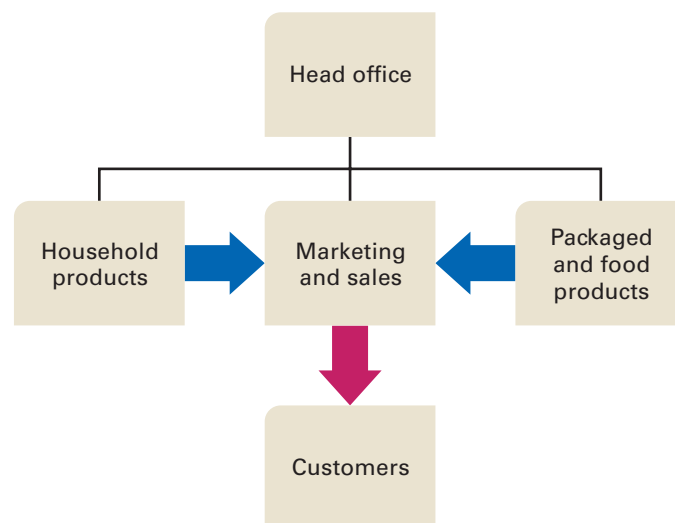 Head office
Household
products
Marketing
and sales
Packaged
and food
products
Customers